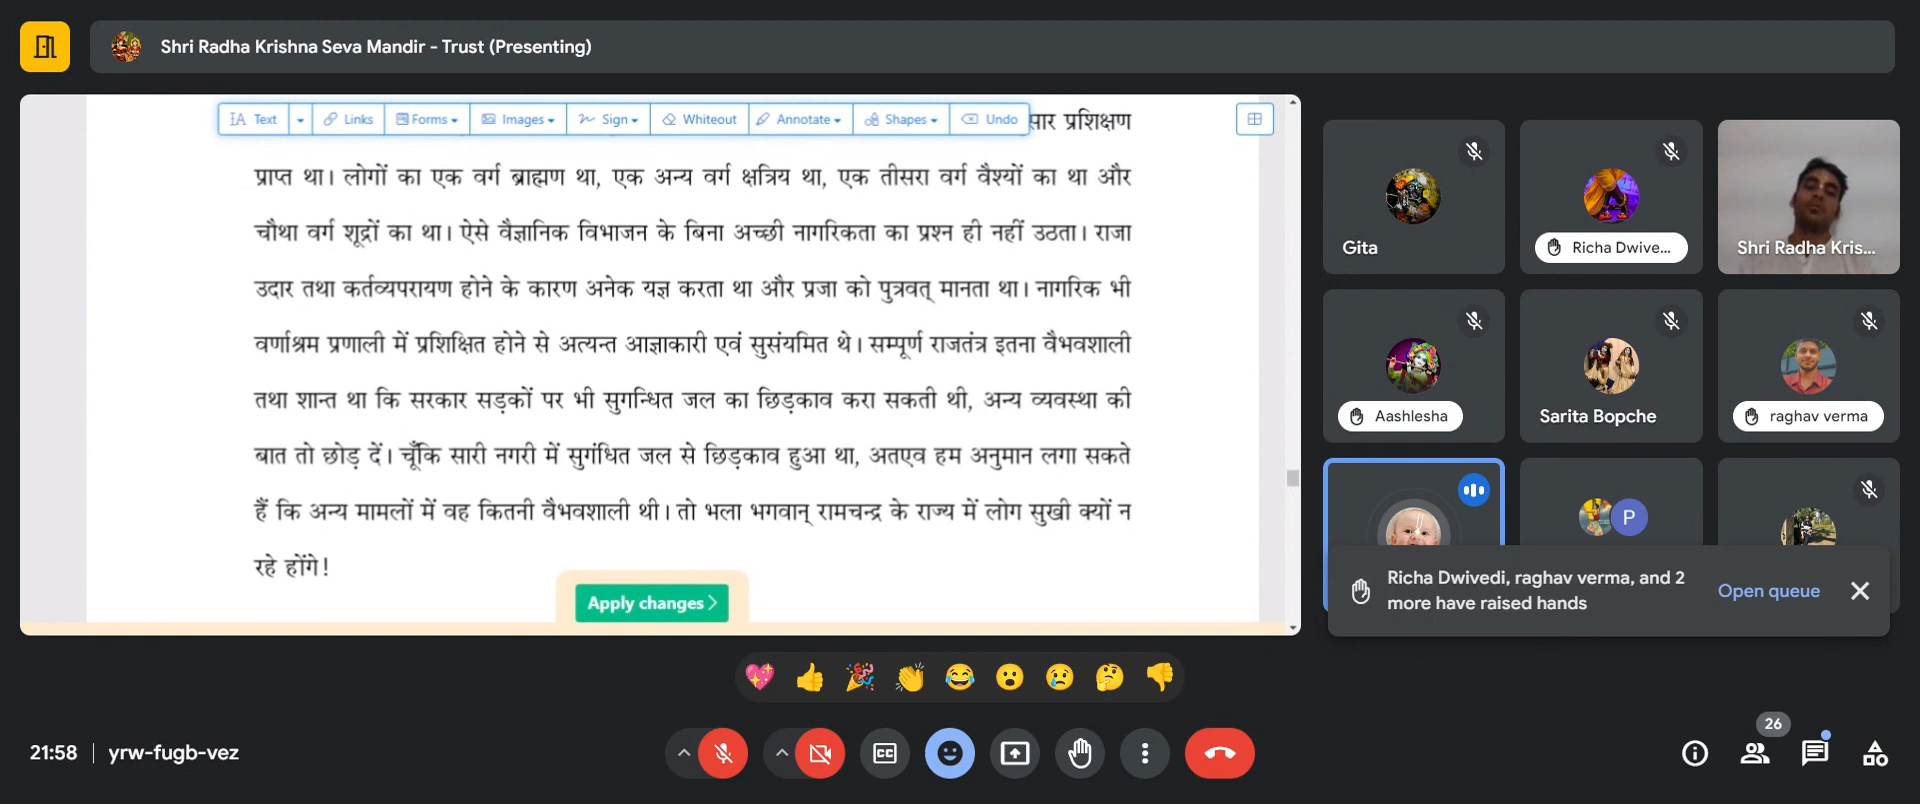 Shri Radha Krishna Seva Mandir - Trust (Presenting)
Text Links Forms Images Sign Whiteout Annotate Shapes Undo
प्रशिक्षण
प्राप्त था। लोगों का एक वर्ग ब्राह्मण था, एक अन्य वर्ग क्षत्रिय था, एक तीसरा वर्ग वैश्यों का था और
चौथा वर्ग शूद्रों का था। ऐसे वैज्ञानिक विभाजन के बिना अच्छी नागरिकता का प्रश्न ही नहीं उठता। राजा
उदार तथा कर्तव्यपरायण होने के कारण अनेक यज्ञ करता था और प्रजा को पुत्रवत् मानता था। नागरिक भी
वर्णाश्रम प्रणाली में प्रशिक्षित होने से अत्यन्त आज्ञाकारी एवं सुसंयमित थे। सम्पूर्ण राजतंत्र इतना वैभवशाली
तथा शान्त था कि सरकार सड़कों पर भी सुगन्धित जल का छिड़काव करा सकती थी, अन्य व्यवस्था की
बात तो छोड़ दें। चूँकि सारी नगरी में सुगंधित जल से छिड़काव हुआ था, अतएव हम अनुमान लगा सकते
हैं कि अन्य मामलों में वह कितनी वैभवशाली थी। तो भला भगवान् रामचन्द्र के राज्य में लोग सुखी क्यों न
रहे होंगे!
Apply changes
Gita
Richa Dwive...
Shri Radha Kris...
Aashlesha
Sarita Bopche
raghav verma
P
Richa Dwivedi, raghav verma, and 2
more have raised hands
Open queue
21:58 yrw-fugb-vez
CC
26